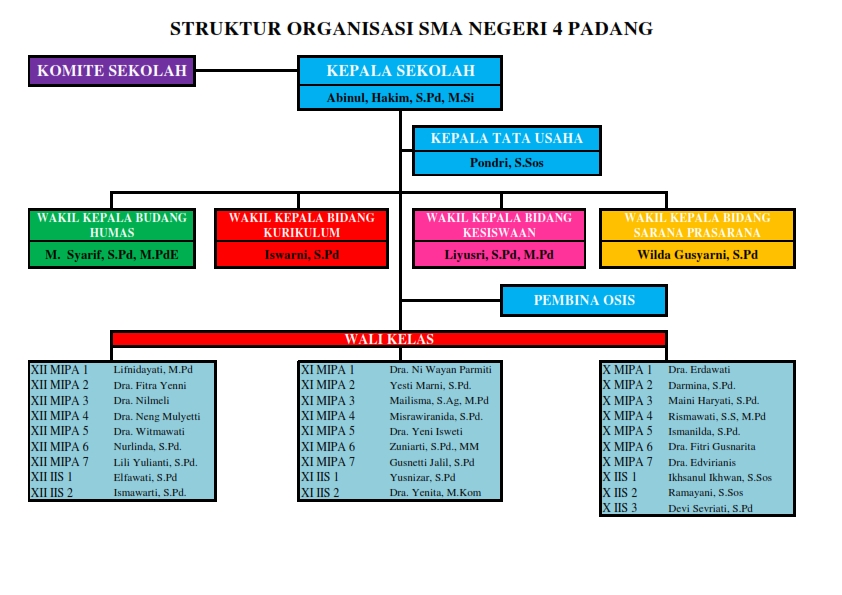 STRUKTUR ORGANISASI SMA NEGERI 4 PADANG
KOMITE SEKOLAH
KEPALA SEKOLAH
Abinul, Hakim, S.Pd, M.Si
KEPALA TATA USAHA
Pondri, S.Sos
WAKIL KEPALA BUDANG
HUMAS
M. Syarif, S.Pd, M.PdE
WAKIL KEPALA BIDANG
KURIKULUM
Iswarni, S.Pd
WAKIL KEPALA BIDANG
KESISWAAN
Liyusri, S.Pd, M.Pd
WAKIL KEPALA BIDANG
SARANA PRASARANA
Wilda Gusyarni, S.Pd
PEMBINA OSIS
WALI KELAS
XII MIPA 1 Lifnidayati, M.Pd
XII MIPA 2 Dra. Fitra Yenni
XII MIPA 3 Dra. Nilmeli
XII MIPA 4 Dra. Neng Mulyetti
XII MIPA 5 Dra. Witmawati
XII MIPA 6 Nurlinda, S.Pd.
XII MIPA 7 Lili Yulianti, S.Pd.
XII IIS 1 Elfawati, S.Pd
XII IIS 2 Ismawarti, S.Pd.
XI MIPA 1 Dra. Ni Wayan Parmiti
XI MIPA 2 Yesti Marni, S.Pd.
XI MIPA 3 Mailisma, S.Ag, M.Pd
XI MIPA 4 Misrawiranida, S.Pd.
XI MIPA 5 Dra. Yeni Isweti
XI MIPA 6 Zuniarti, S.Pd., MM
XI MIPA 7 Gusnetti Jalil, S.Pd
XI IIS 1 Yusnizar, S.Pd
XI IIS 2 Dra. Yenita, M.Kom
X MIPA 1 Dra. Erdawati
X MIPA 2 Darmina, S.Pd.
X MIPA 3 Maini Haryati, S.Pd.
X MIPA 4 Rismawati, S.S, M.Pd
X MIPA 5 Ismanilda, S.Pd.
X MIPA 6 Dra. Fitri Gusnarita
X MIPA 7 Dra. Edvirianis
X IIS 1 Ikhsanul Ikhwan, S.Sos
X IIS 2 Ramayani, S.Sos
X IIS 3 Devi Sevriati, S.Pd